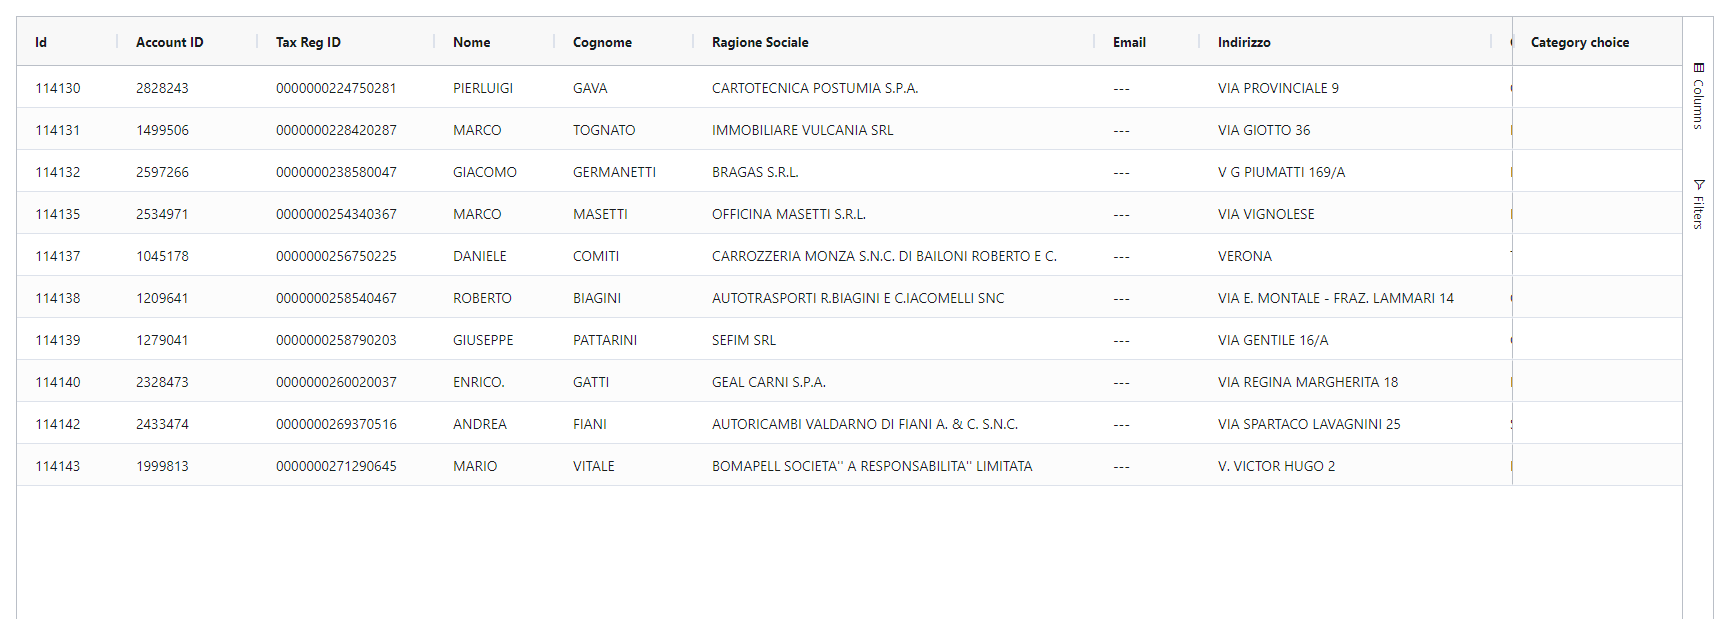 Id Account ID Tax Reg ID Nome Cognome Ragione Sociale Email Indirizzo Category choice
114130 2828243 0000000224750281 PIERLUIGI GAVA CARTOTECNICA POSTUMIA S.P.A. --- VIA PROVINCIALE 9
114131 1499506 0000000228420287 MARCO TOGNATO IMMOBILIARE VULCANIA SRL --- VIA GIOTTO 36
114132 2597266 0000000238580047 GIACOMO GERMANETTI BRAGAS S.R.L. --- V G PIUMATTI 169/A
114135 2534971 0000000254340367 MARCO MASETTI OFFICINA MASETTI S.R.L. --- VIA VIGNOLESE
114137 1045178 0000000256750225 DANIELE COMITI CARROZZERIA MONZA S.N.C. DI BAILONI ROBERTO E C. --- VERONA
114138 1209641 0000000258540467 ROBERTO BIAGINI AUTOTRASPORTI R.BIAGINI E C.IACOMELLI SNC --- VIA E. MONTALE - FRAZ. LAMMARI 14
114139 1279041 0000000258790203 GIUSEPPE PATTARINI SEFIM SRL --- VIA GENTILE 16/A
114140 2328473 0000000260020037 ENRICO. GATTI GEAL CARNI S.P.A. --- VIA REGINA MARGHERITA 18
114142 2433474 0000000269370516 ANDREA FIANI AUTORICAMBI VALDARNO DI FIANI A. & C. S.N.C. --- VIA SPARTACO LAVAGNINI 25
114143 1999813 0000000271290645 MARIO VITALE BOMAPELL SOCIETA'' A RESPONSABILITA'' LIMITATA --- V. VICTOR HUGO 2
Columns
Filters